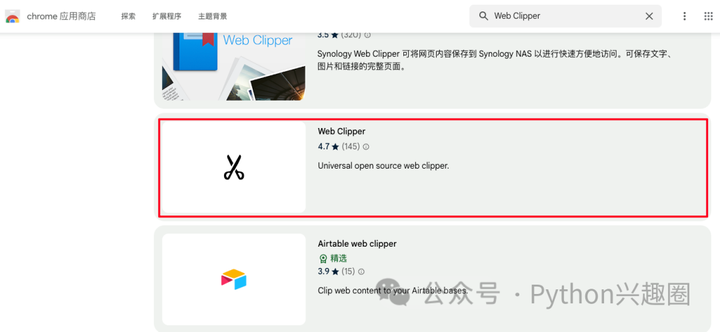 chrome 应用商店 探索 扩展程序 主题背景 Web Clipper
Web Clipper
3.5 ★ (320)
Synology Web Clipper 可将网页内容保存到 Synology NAS 以进行快速方便地访问。可保存文字、
图片和链接的完整页面。
Web Clipper
4.7 ★ (145)
Universal open source web clipper.
Airtable web clipper
精选
3.9 ★ (15)
Clip web content to your Airtable bases.
公众号 · Python兴趣圈